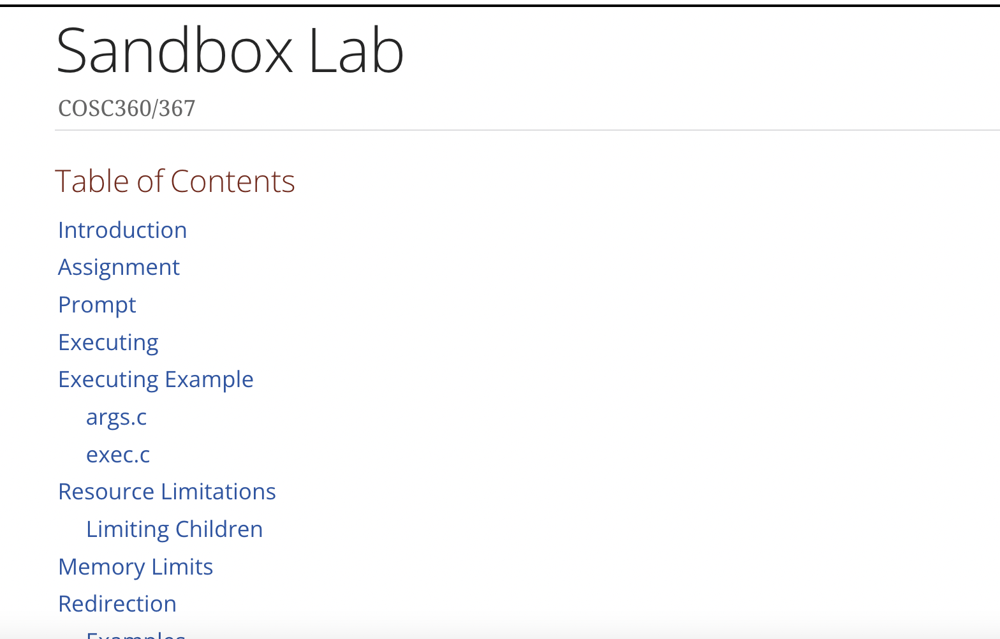 Sandbox Lab
COSC360/367
Table of Contents
Introduction
Assignment
Prompt
Executing
Executing Example
args.c
exec.c
Resource Limitations
Limiting Children
Memory Limits
Redirection
Examples